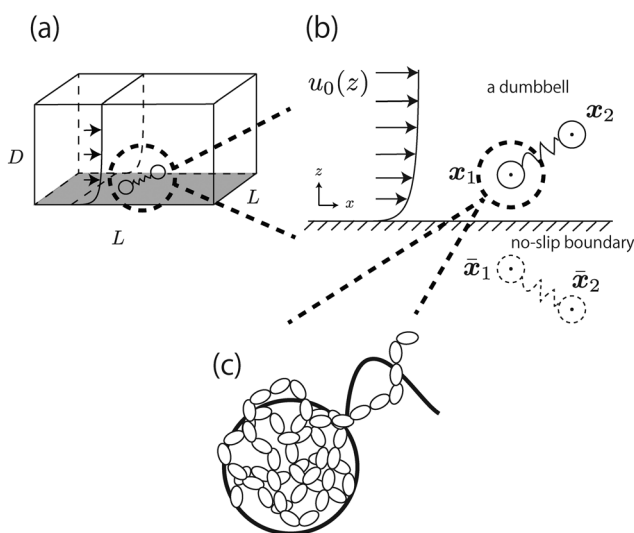 (a)
D
L
L
(b)
u₀(z)
a dumbbell
x₂
x₁
z
x
no-slip boundary
x̄₁
x̄₂
(c)